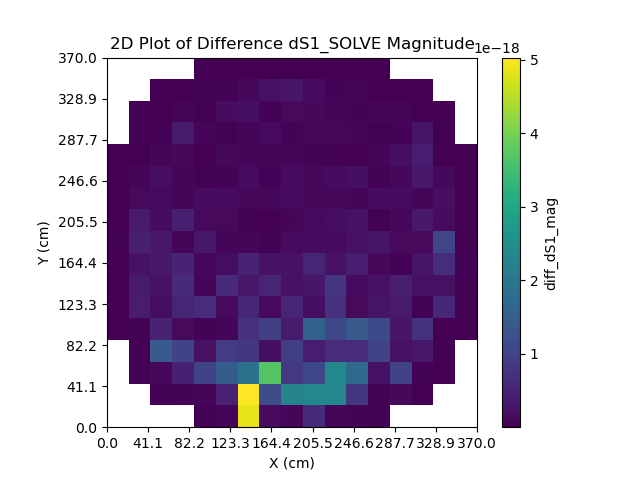 2D Plot of Difference dS1_SOLVE Magnitude
1e−18
370.0
328.9
287.7
246.6
205.5
164.4
123.3
82.2
41.1
0.0
Y (cm)
0.0 41.1 82.2 123.3 164.4 205.5 246.6 287.7 328.9 370.0
X (cm)
5
4
3
2
1
diff_dS1_mag